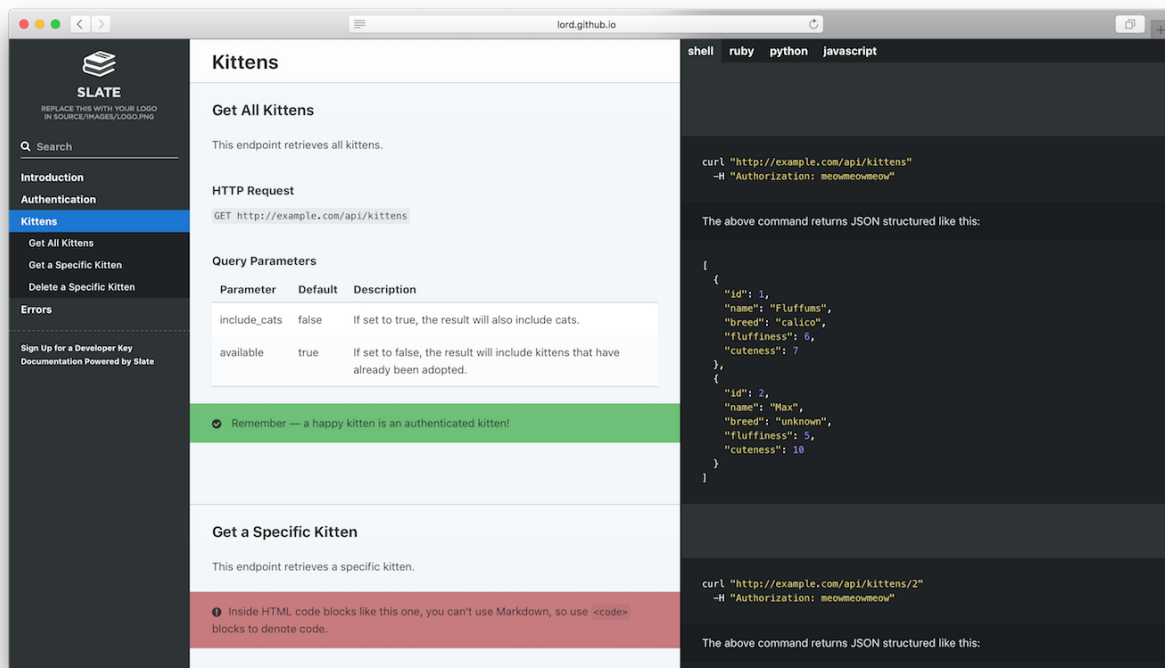 lord.github.io
SLATE
REPLACE THIS WITH YOUR LOGO
IN SOURCE/IMAGES/LOGO.PNG
Search
Introduction
Authentication
Kittens
Get All Kittens
Get a Specific Kitten
Delete a Specific Kitten
Errors
Sign Up for a Developer Key
Documentation Powered by Slate
Kittens
Get All Kittens
This endpoint retrieves all kittens.
HTTP Request
GET http://example.com/api/kittens
Query Parameters
Parameter Default Description
include_cats false If set to true, the result will also include cats.
available true If set to false, the result will include kittens that have
already been adopted.
Remember — a happy kitten is an authenticated kitten!
Get a Specific Kitten
This endpoint retrieves a specific kitten.
Inside HTML code blocks like this one, you can't use Markdown, so use <code>
blocks to denote code.
shell ruby python javascript
curl "http://example.com/api/kittens"
-H "Authorization: meowmeowmeow"
The above command returns JSON structured like this:
[
{
"id": 1,
"name": "Fluffums",
"breed": "calico",
"fluffiness": 6,
"cuteness": 7
},
{
"id": 2,
"name": "Max",
"breed": "unknown",
"fluffiness": 5,
"cuteness": 10
}
]
curl "http://example.com/api/kittens/2"
-H "Authorization: meowmeowmeow"
The above command returns JSON structured like this: